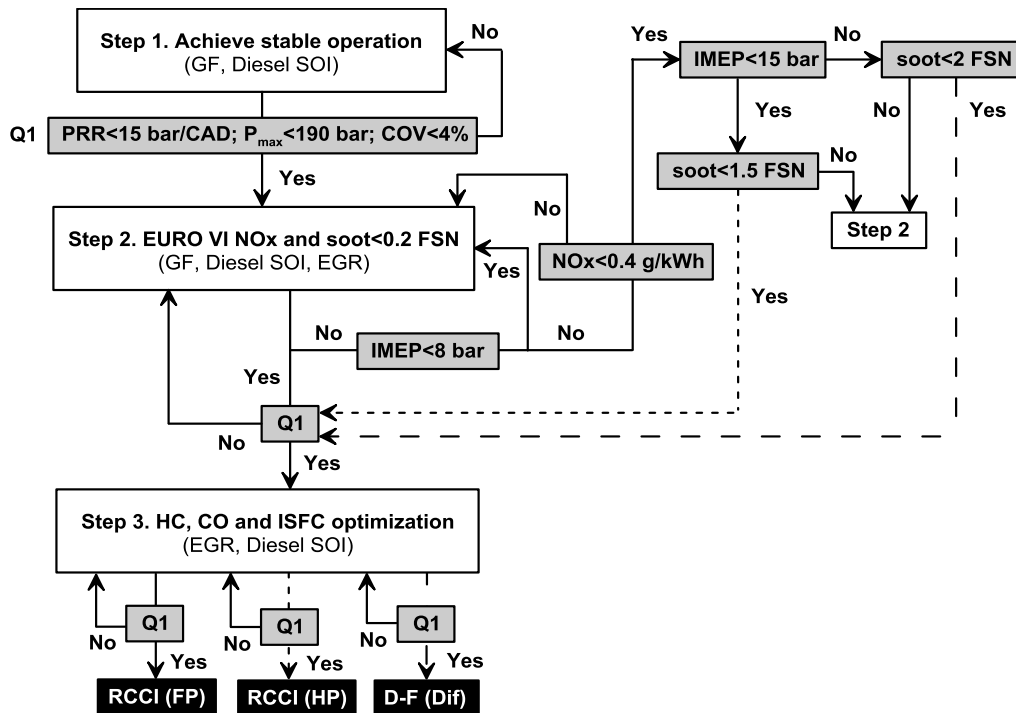 Step 1. Achieve stable operation
(GF, Diesel SOI)
No
Q1
PRR<15 bar/CAD; Pmax<190 bar; COV<4%
Yes
Step 2. EURO VI NOx and soot<0.2 FSN
(GF, Diesel SOI, EGR)
No
Yes
NOx<0.4 g/kWh
Yes
IMEP<15 bar
No
soot<2 FSN
Yes
No
Yes
soot<1.5 FSN
No
Step 2
Yes
No
IMEP<8 bar
No
Yes
Q1
No
Yes
Step 3. HC, CO and ISFC optimization
(EGR, Diesel SOI)
Q1
Q1
Q1
No
No
No
Yes
Yes
Yes
RCCI (FP)
RCCI (HP)
D-F (Dif)